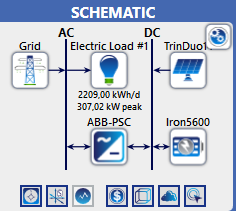 SCHEMATIC
AC DC
Grid Electric Load #1 TrinDuo1
2209,00 kWh/d
307,02 kW peak
ABB-PSC Iron5600